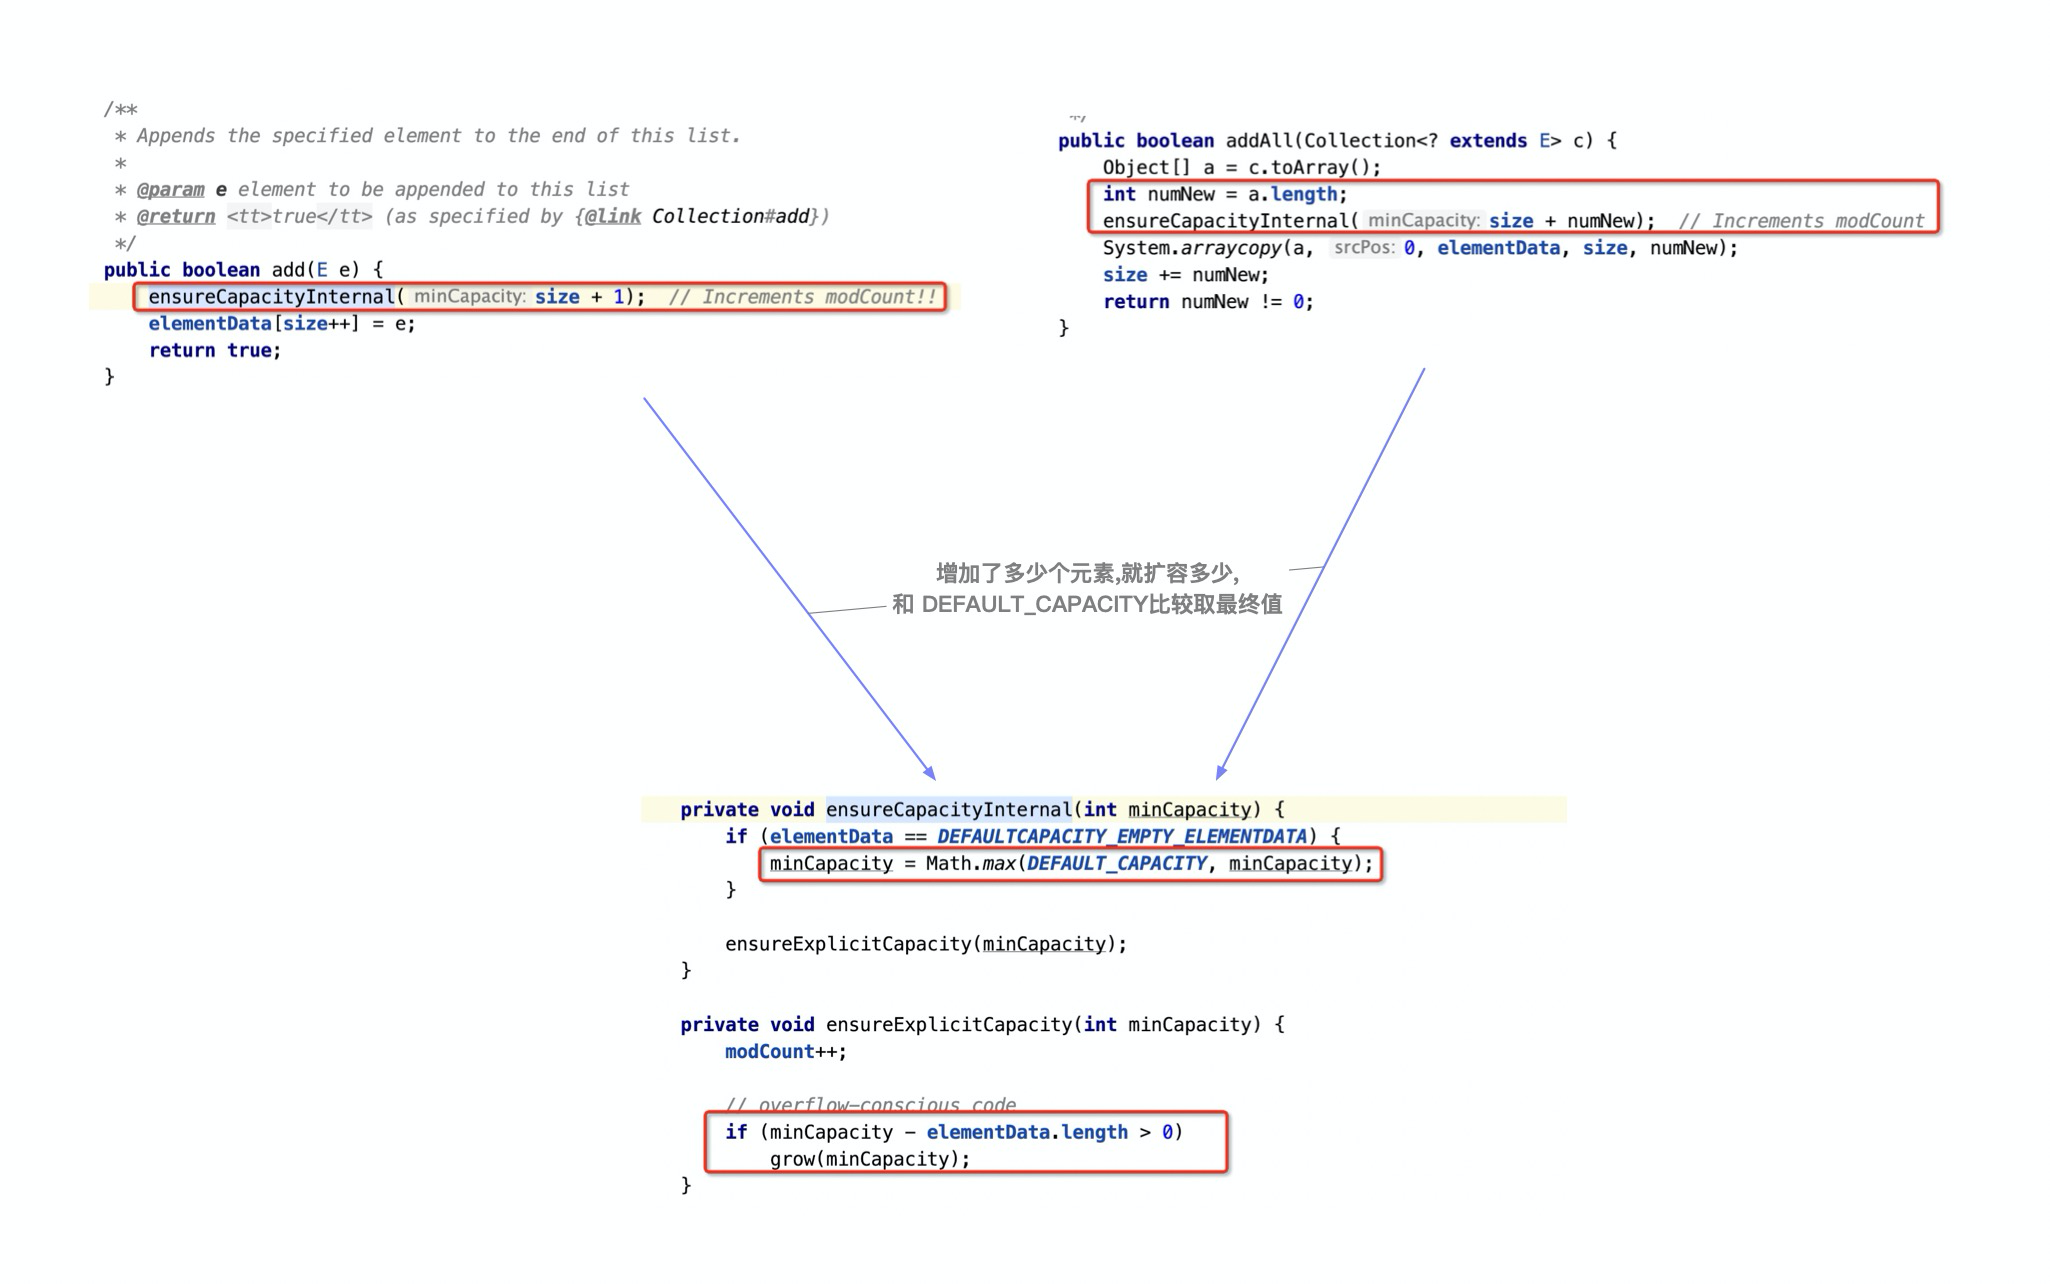 /**
 * Appends the specified element to the end of this list.
 *
 * @param e element to be appended to this list
 * @return <tt>true</tt> (as specified by {@link Collection#add})
 */
public boolean add(E e) {
    ensureCapacityInternal( minCapacity: size + 1);  // Increments modCount!!
    elementData[size++] = e;
    return true;
}
*/
public boolean addAll(Collection<? extends E> c) {
    Object[] a = c.toArray();
    int numNew = a.length;
    ensureCapacityInternal( minCapacity: size + numNew);  // Increments modCount
    System.arraycopy(a, srcPos: 0, elementData, size, numNew);
    size += numNew;
    return numNew != 0;
}
增加了多少个元素,就扩容多少,
和 DEFAULT_CAPACITY比较取最终值
private void ensureCapacityInternal(int minCapacity) {
    if (elementData == DEFAULTCAPACITY_EMPTY_ELEMENTDATA) {
        minCapacity = Math.max(DEFAULT_CAPACITY, minCapacity);
    }
    ensureExplicitCapacity(minCapacity);
}
private void ensureExplicitCapacity(int minCapacity) {
    modCount++;
    // overflow-conscious code
    if (minCapacity - elementData.length > 0)
        grow(minCapacity);
}